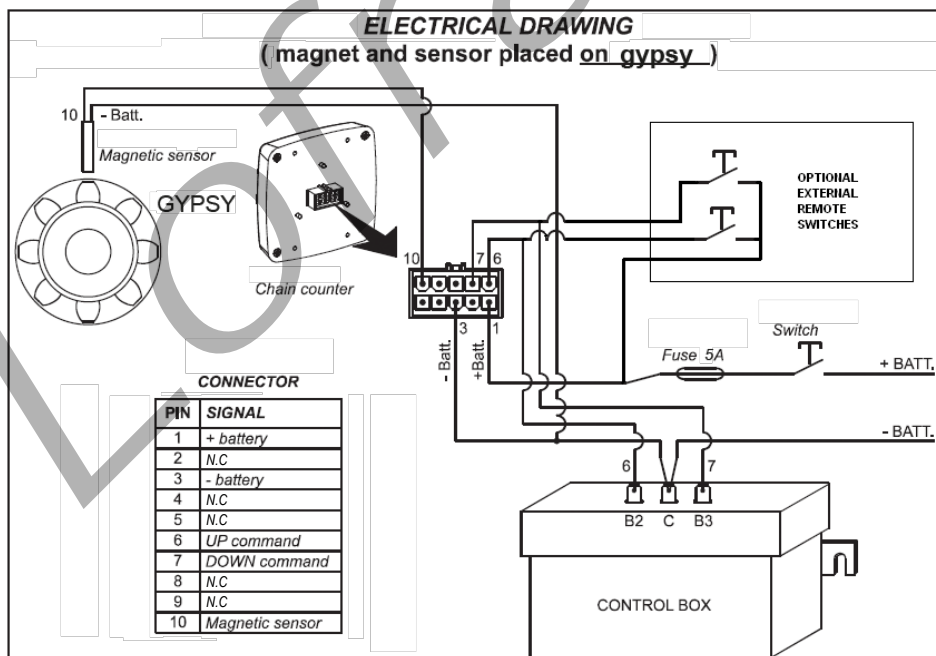 ELECTRICAL DRAWING
( magnet and sensor placed on gypsy )
10
- Batt.
Magnetic sensor
GYPSY
Chain counter
10
7
6
3
1
- Batt.
+Batt.
OPTIONAL
EXTERNAL
REMOTE
SWITCHES
Switch
Fuse 5A
+ BATT.
- BATT.
6
7
B2 C B3
CONTROL BOX
CONNECTOR
PIN SIGNAL
1 + battery
2 N.C
3 - battery
4 N.C
5 N.C
6 UP command
7 DOWN command
8 N.C
9 N.C
10 Magnetic sensor